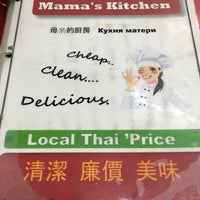 Mama's Kitchen
母亲的厨房 Кухня матери
Cheap..
Clean....
Delicious.
Local Thai 'Price
清潔 廉價 美味